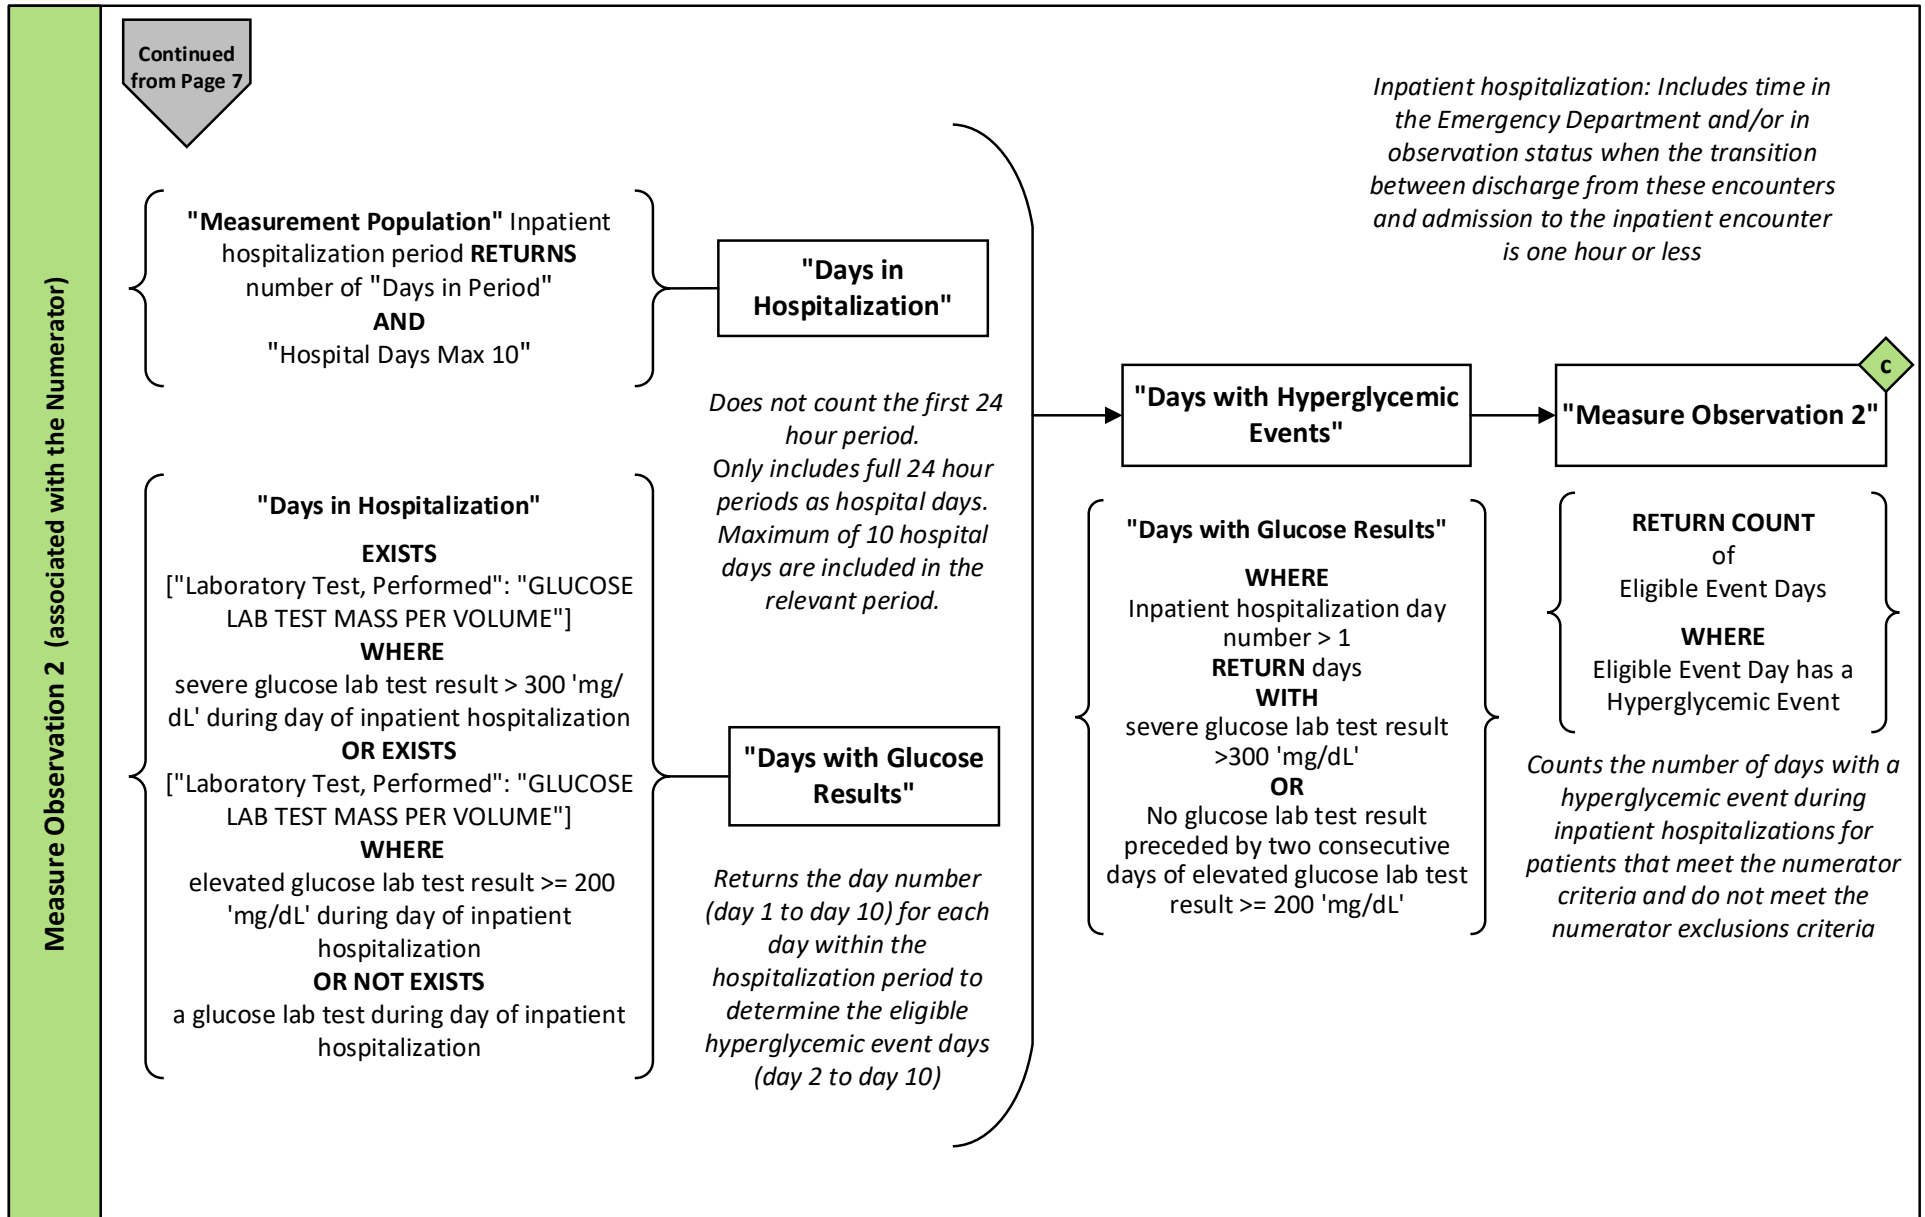 Measure Observation 2 (associated with the Numerator)
Continued
from Page 7
"Measurement Population" Inpatient
hospitalization period RETURNS
number of "Days in Period"
AND
"Hospital Days Max 10"
"Days in
Hospitalization"
Does not count the first 24
hour period.
Only includes full 24 hour
periods as hospital days.
Maximum of 10 hospital
days are included in the
relevant period.
"Days in Hospitalization"
EXISTS
["Laboratory Test, Performed": "GLUCOSE
LAB TEST MASS PER VOLUME"]
WHERE
severe glucose lab test result > 300 'mg/
dL' during day of inpatient hospitalization
OR EXISTS
["Laboratory Test, Performed": "GLUCOSE
LAB TEST MASS PER VOLUME"]
WHERE
elevated glucose lab test result >= 200
'mg/dL' during day of inpatient
hospitalization
OR NOT EXISTS
a glucose lab test during day of inpatient
hospitalization
"Days with Glucose
Results"
Returns the day number
(day 1 to day 10) for each
day within the
hospitalization period to
determine the eligible
hyperglycemic event days
(day 2 to day 10)
Inpatient hospitalization: Includes time in
the Emergency Department and/or in
observation status when the transition
between discharge from these encounters
and admission to the inpatient encounter
is one hour or less
"Days with Hyperglycemic
Events"
"Days with Glucose Results"
WHERE
Inpatient hospitalization day
number > 1
RETURN days
WITH
severe glucose lab test result
>300 'mg/dL'
OR
No glucose lab test result
preceded by two consecutive
days of elevated glucose lab test
result >= 200 'mg/dL'
c
"Measure Observation 2"
RETURN COUNT
of
Eligible Event Days
WHERE
Eligible Event Day has a
Hyperglycemic Event
Counts the number of days with a
hyperglycemic event during
inpatient hospitalizations for
patients that meet the numerator
criteria and do not meet the
numerator exclusions criteria